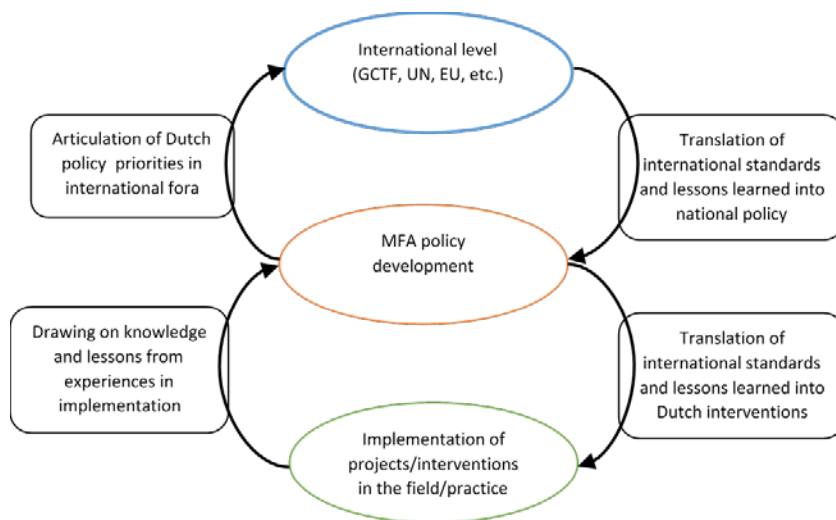 International level
(GCTF, UN, EU, etc.)
Articulation of Dutch
policy priorities in
international fora
Translation of
international standards
and lessons learned into
national policy
MFA policy
development
Drawing on knowledge
and lessons from
experiences in
implementation
Translation of
international standards
and lessons learned into
Dutch interventions
Implementation of
projects/interventions
in the field/practice